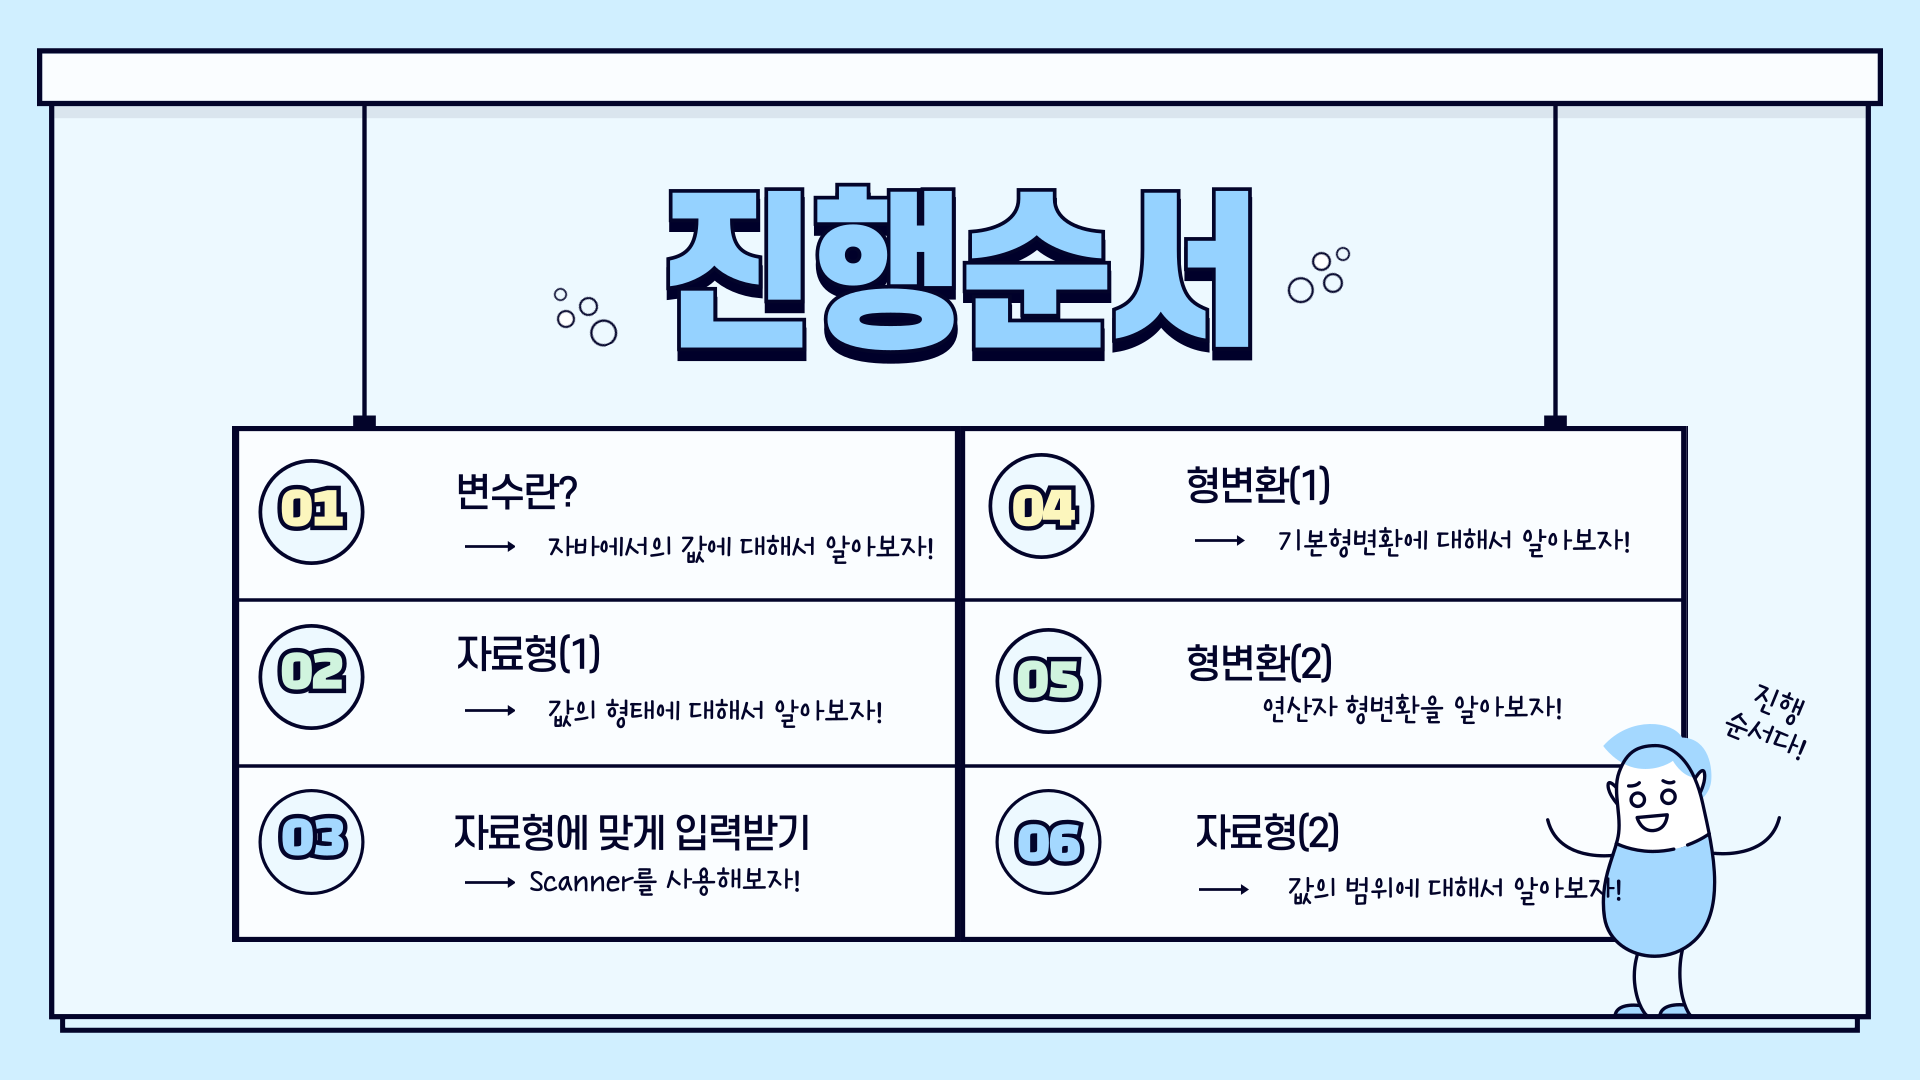 진행순서
01
변수란?
자바에서의 값에 대해서 알아보자!
02
자료형(1)
값의 형태에 대해서 알아보자!
03
자료형에 맞게 입력받기
Scanner를 사용해보자!
04
형변환(1)
기본형변환에 대해서 알아보자!
05
형변환(2)
연산자 형변환을 알아보자!
06
자료형(2)
값의 범위에 대해서 알아보자!
진행
순서다!